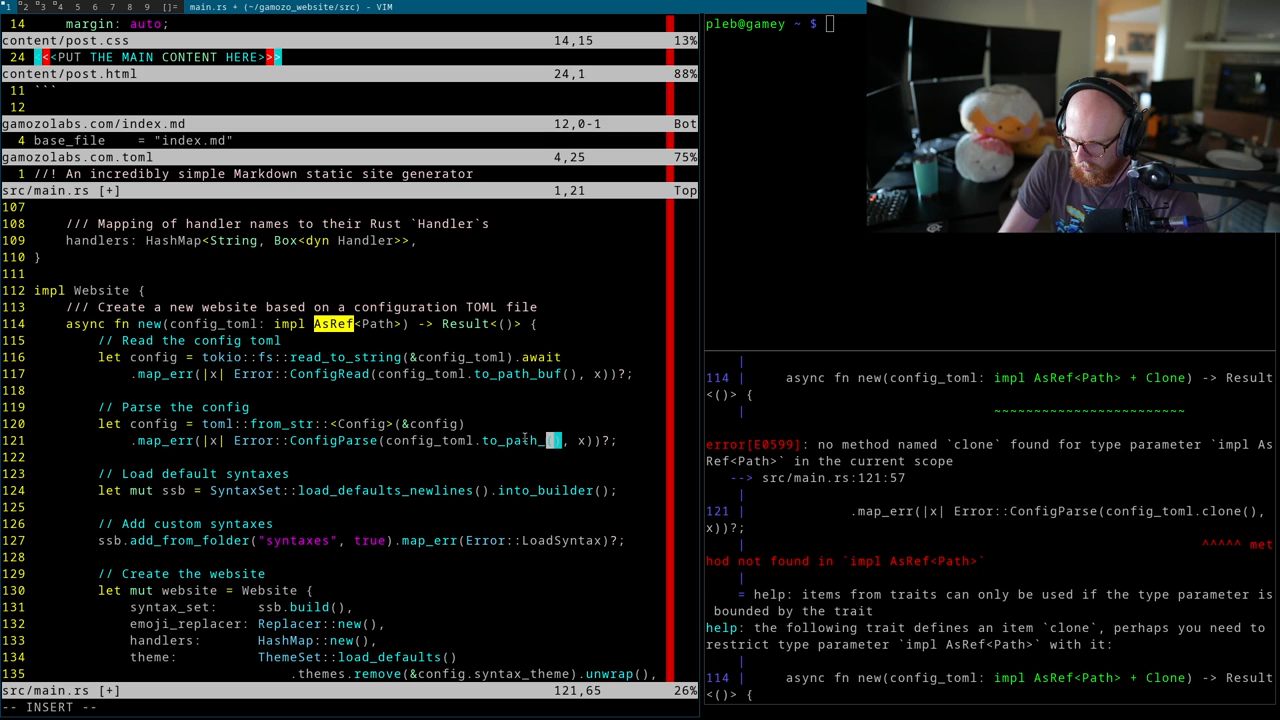 1 2 3 4 5 6 7 8 9 []= main.rs + (~/gamozo_website/src) - VIM
14     margin: auto;
content/post.css 14,15 13%
24 <<<PUT THE MAIN CONTENT HERE>>>
content/post.html 24,1 88%
11 ```
12
gamozolabs.com/index.md 12,0-1 Bot
4 base_file    = "index.md"
gamozolabs.com.toml 4,25 75%
1 //! An incredibly simple Markdown static site generator
src/main.rs [+] 1,21 Top
107
108     /// Mapping of handler names to their Rust `Handler`s
109     handlers: HashMap<String, Box<dyn Handler>>,
110 }
111
112 impl Website {
113     /// Create a new website based on a configuration TOML file
114     async fn new(config_toml: impl AsRef<Path>) -> Result<()> {
115         // Read the config toml
116         let config = tokio::fs::read_to_string(&config_toml).await
117             .map_err(|x| Error::ConfigRead(config_toml.to_path_buf(), x))?;
118
119         // Parse the config
120         let config = toml::from_str::<Config>(&config)
121             .map_err(|x| Error::ConfigParse(config_toml.to_path_(), x))?;
122
123         // Load default syntaxes
124         let mut ssb = SyntaxSet::load_defaults_newlines().into_builder();
125
126         // Add custom syntaxes
127         ssb.add_from_folder("syntaxes", true).map_err(Error::LoadSyntax)?;
128
129         // Create the website
130         let mut website = Website {
131             syntax_set:     ssb.build(),
132             emoji_replacer: Replacer::new(),
133             handlers:       HashMap::new(),
134             theme:          ThemeSet::load_defaults()
135                                 .themes.remove(&config.syntax_theme).unwrap(),
src/main.rs [+] 121,65 26%
-- INSERT --
pleb@gamey ~ $
|
114 |     async fn new(config_toml: impl AsRef<Path> + Clone) -> Result
<()> {
|                               ~~~~~~~~~~~~~~~~~~~~~~~~
error[E0599]: no method named `clone` found for type parameter `impl As
Ref<Path>` in the current scope
--> src/main.rs:121:57
|
121 |             .map_err(|x| Error::ConfigParse(config_toml.clone(),
x))?;
|                                                         ^^^^^ met
hod not found in `impl AsRef<Path>`
|
= help: items from traits can only be used if the type parameter is
bounded by the trait
help: the following trait defines an item `clone`, perhaps you need to
restrict type parameter `impl AsRef<Path>` with it:
|
114 |     async fn new(config_toml: impl AsRef<Path> + Clone) -> Result
<()> {